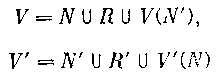 V = N ∪ R ∪ V(N′),
V′ = N′ ∪ R′ ∪ V′(N)